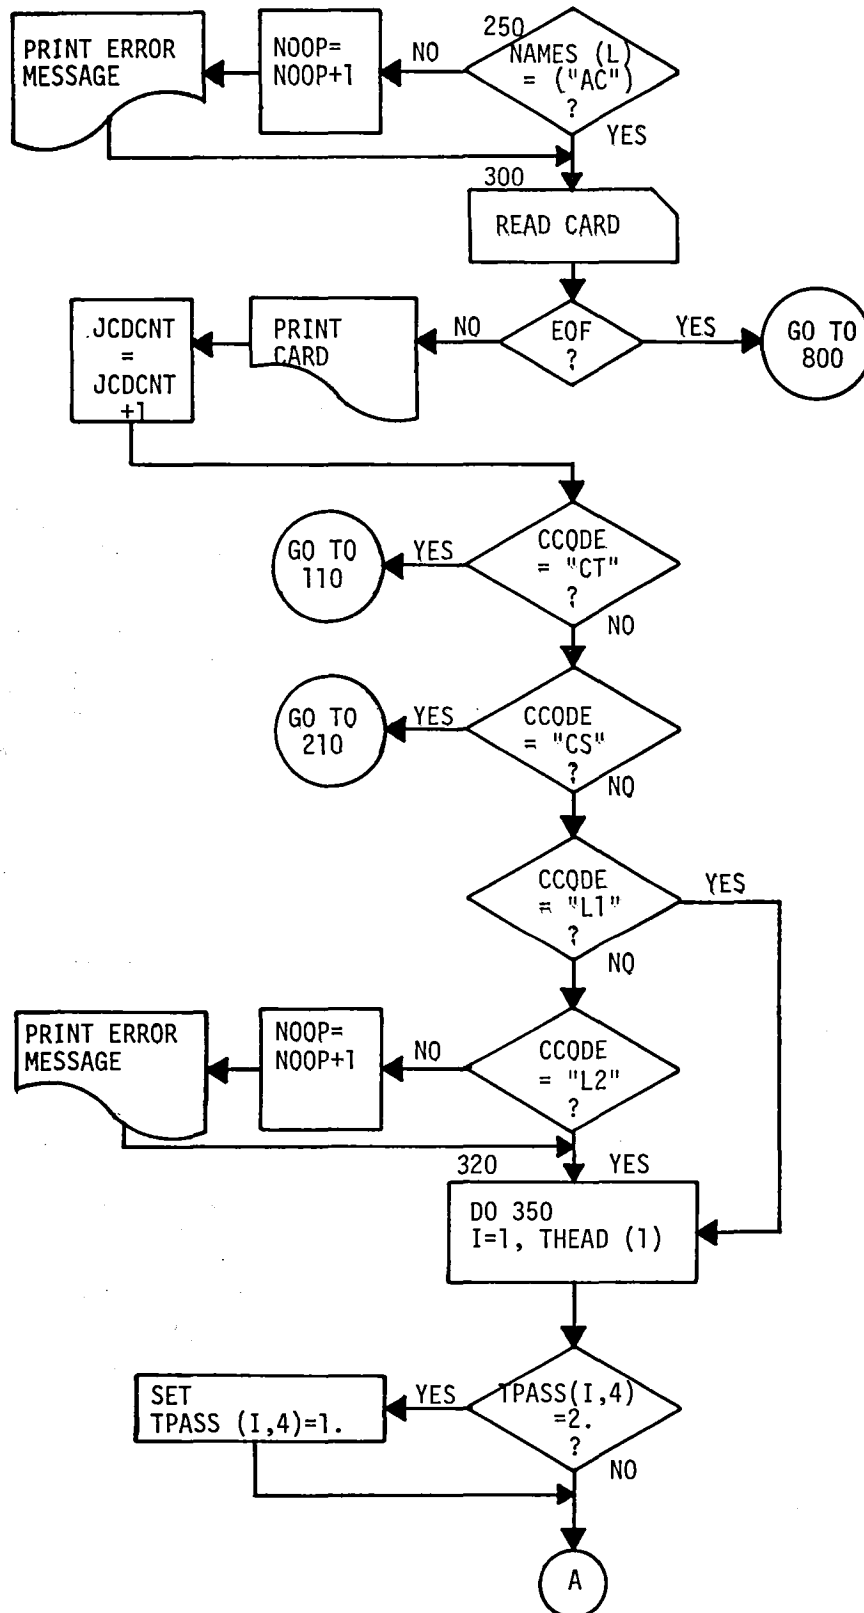 250
NAMES (L)
= ("AC")
?
NO
YES
NOOP=
NOOP+1
PRINT ERROR
MESSAGE
300
READ CARD
EOF
?
NO
YES
GO TO
800
PRINT
CARD
JCDCNT
=
JCDCNT
+1
CCODE
= "CT"
?
YES
NO
GO TO
110
CCODE
= "CS"
?
YES
NO
GO TO
210
CCODE
= "L1"
?
YES
NO
CCODE
= "L2"
?
NO
YES
NOOP=
NOOP+1
PRINT ERROR
MESSAGE
320
DO 350
I=1, THEAD (1)
TPASS(I,4)
=2.
?
YES
NO
SET
TPASS (I,4)=1.
A